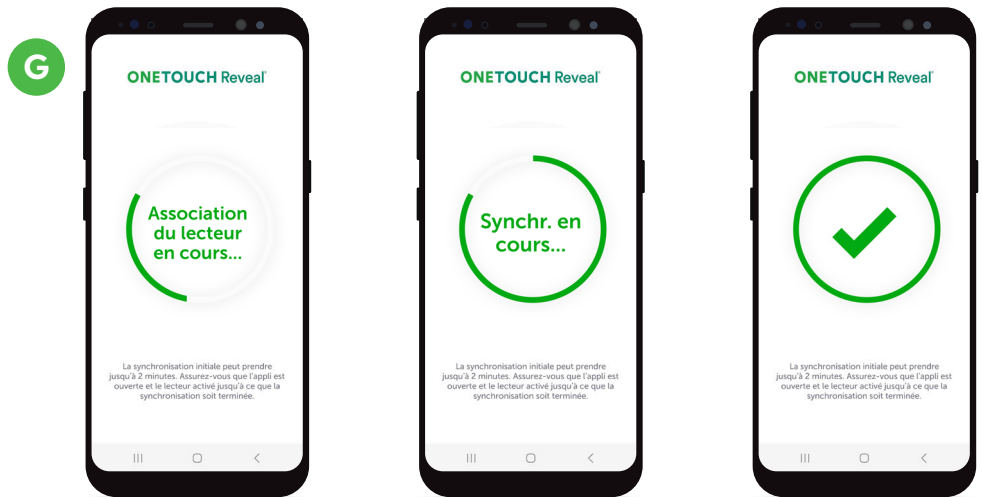 G
ONETOUCH Reveal®
Association
du lecteur
en cours...
La synchronisation initiale peut prendre
jusqu'à 2 minutes. Assurez-vous que l'appli est
ouverte et le lecteur activé jusqu'à ce que la
synchronisation soit terminée.
ONETOUCH Reveal®
Synchr. en
cours...
La synchronisation initiale peut prendre
jusqu'à 2 minutes. Assurez-vous que l'appli est
ouverte et le lecteur activé jusqu'à ce que la
synchronisation soit terminée.
ONETOUCH Reveal®
La synchronisation initiale peut prendre
jusqu'à 2 minutes. Assurez-vous que l'appli est
ouverte et le lecteur activé jusqu'à ce que la
synchronisation soit terminée.